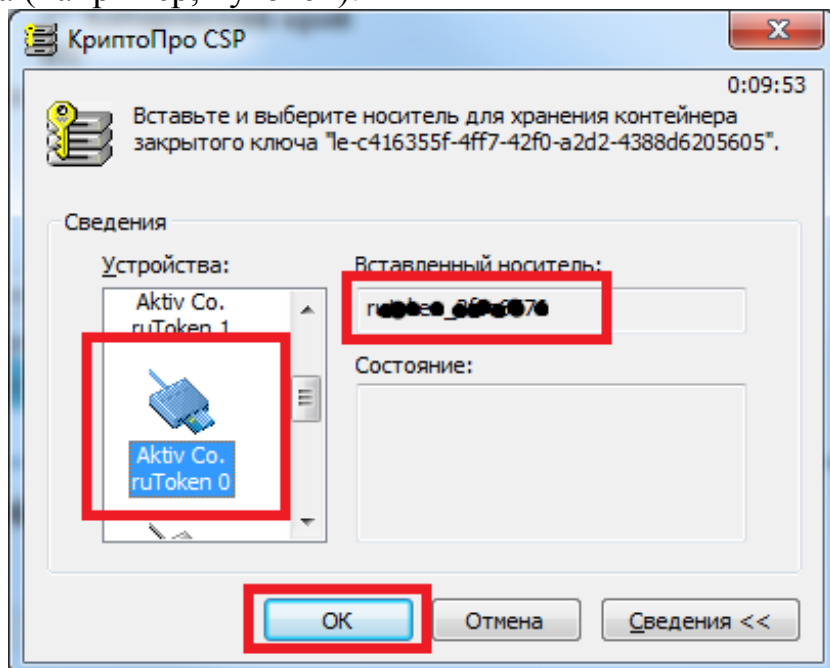 КриптоПро CSP
0:09:53
Вставьте и выберите носитель для хранения контейнера
закрытого ключа "le-c416355f-4ff7-42f0-a2d2-4388d6205605".
Сведения
Устройства:
Вставленный носитель:
Aktiv Co.
ruToken 1
Состояние:
Aktiv Co.
ruToken 0
OK
Отмена
Сведения <<